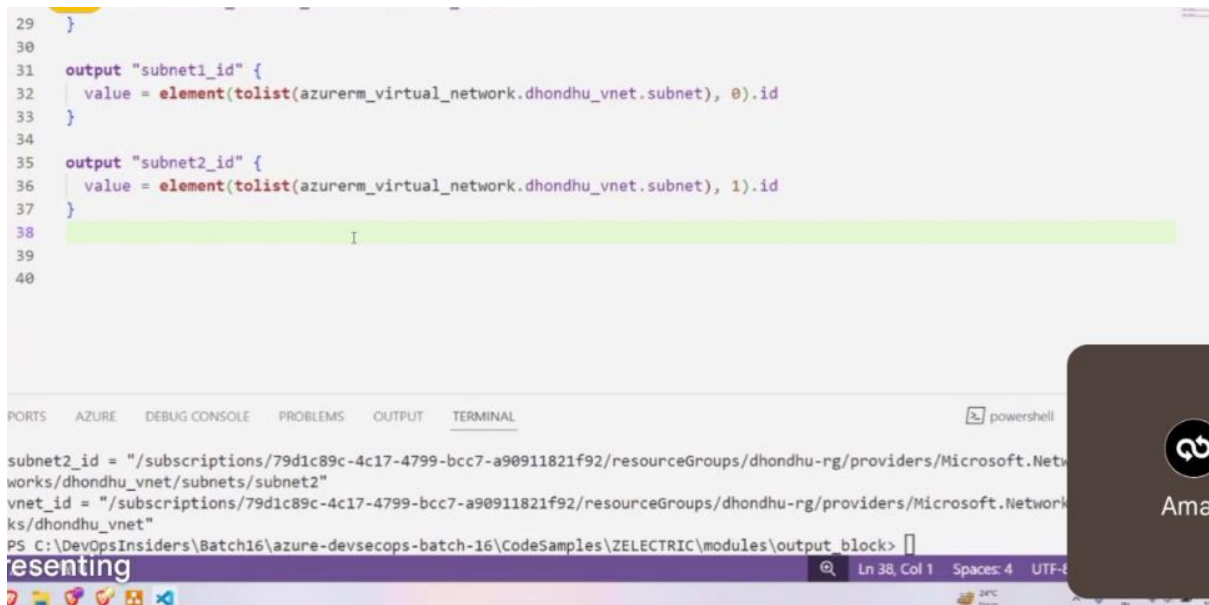 29 }
30
31 output "subnet1_id" {
32 value = element(tolist(azurerm_virtual_network.dhondhu_vnet.subnet), 0).id
33 }
34
35 output "subnet2_id" {
36 value = element(tolist(azurerm_virtual_network.dhondhu_vnet.subnet), 1).id
37 }
38
39
40
PORTS AZURE DEBUG CONSOLE PROBLEMS OUTPUT TERMINAL powershell
subnet2_id = "/subscriptions/79d1c89c-4c17-4799-bcc7-a90911821f92/resourceGroups/dhondhu-rg/providers/Microsoft.Netw
works/dhondhu_vnet/subnets/subnet2"
vnet_id = "/subscriptions/79d1c89c-4c17-4799-bcc7-a90911821f92/resourceGroups/dhondhu-rg/providers/Microsoft.Network
ks/dhondhu_vnet"
PS C:\DevOpsInsiders\Batch16\azure-devsecops-batch-16\CodeSamples\ZELECTRIC\modules\output_block>
Ama
esenting
Ln 38, Col 1 Spaces: 4 UTF-8
24°C